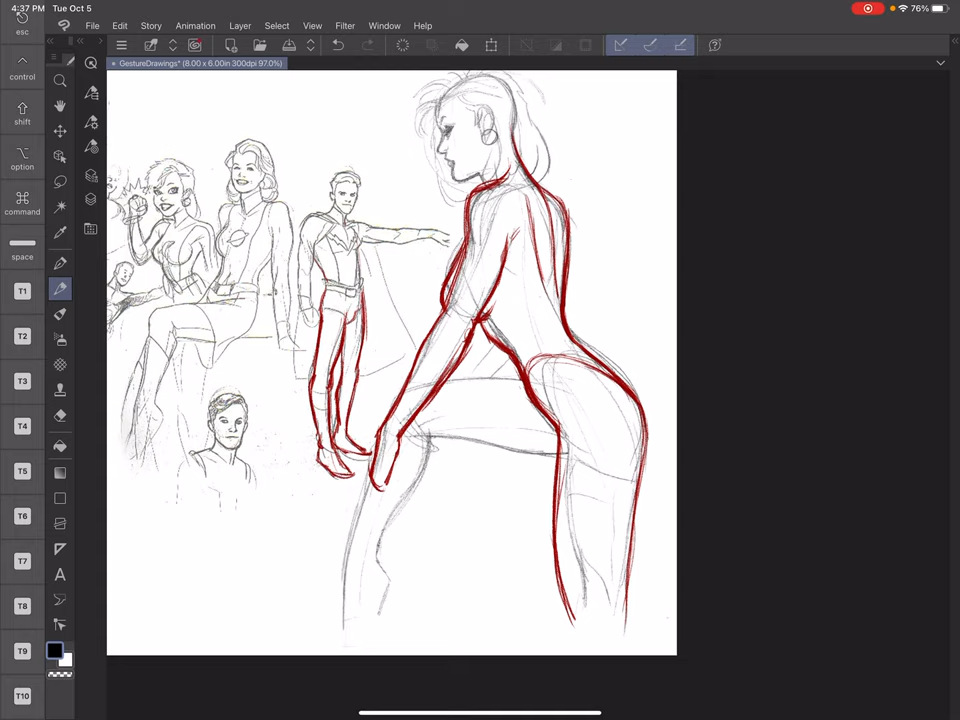 4:37 PM Tue Oct 5
76%
esc
File Edit Story Animation Layer Select View Filter Window Help
control
GestureDrawings* (8.00 x 6.00in 300dpi 97.0%)
shift
option
command
space
T1
T2
T3
T4
T5
T6
T7
A
T8
T9
T10